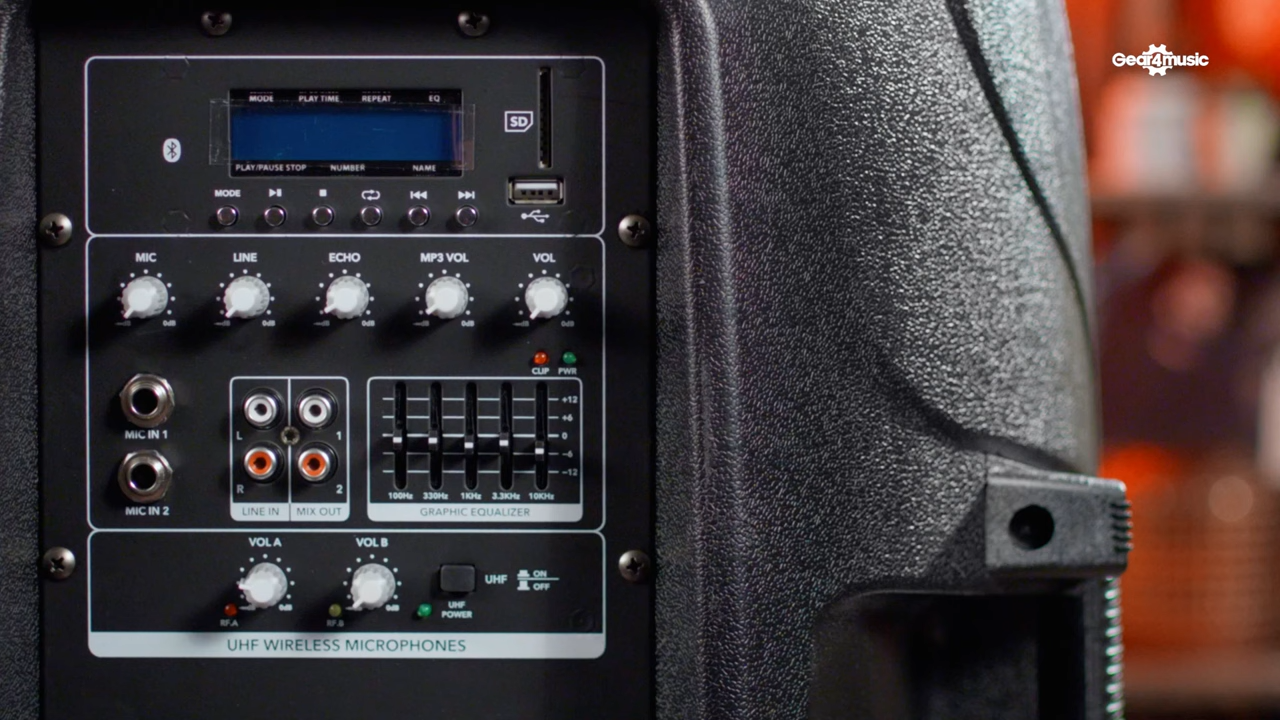 Gear4music
MODE PLAY TIME REPEAT EQ
SD
PLAY/PAUSE STOP NUMBER NAME
MODE
MIC LINE ECHO MP3 VOL VOL
0dB 0dB 0dB 0dB 0dB
CLIP PWR
+12
+6
0
-6
-12
MIC IN 1
L 1
R 2
100Hz 330Hz 1KHz 3.3KHz 10KHz
MIC IN 2
LINE IN MIX OUT
GRAPHIC EQUALIZER
VOL A VOL B
UHF ON
OFF
0dB 0dB
UHF
POWER
RF.A RF.B
UHF WIRELESS MICROPHONES